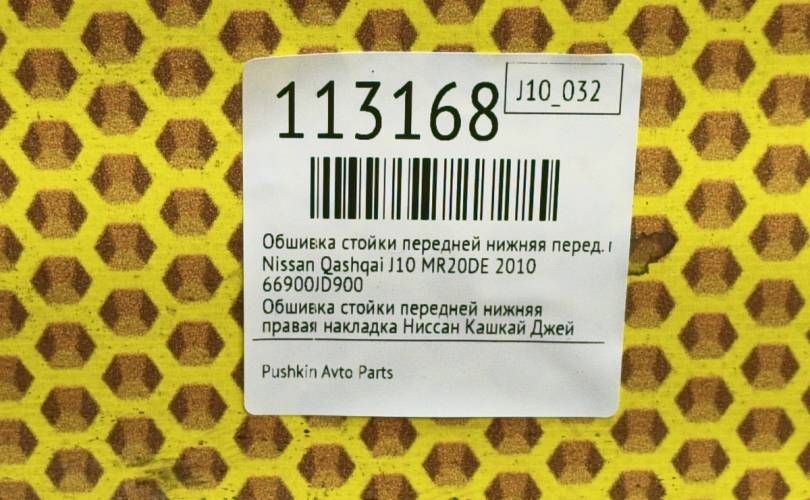 113168
J10_032
Обшивка стойки передней нижняя перед.
Nissan Qashqai J10 MR20DE 2010
66900JD900
Обшивка стойки передней нижняя
правая накладка Ниссан Кашкай Джей
Pushkin Avto Parts